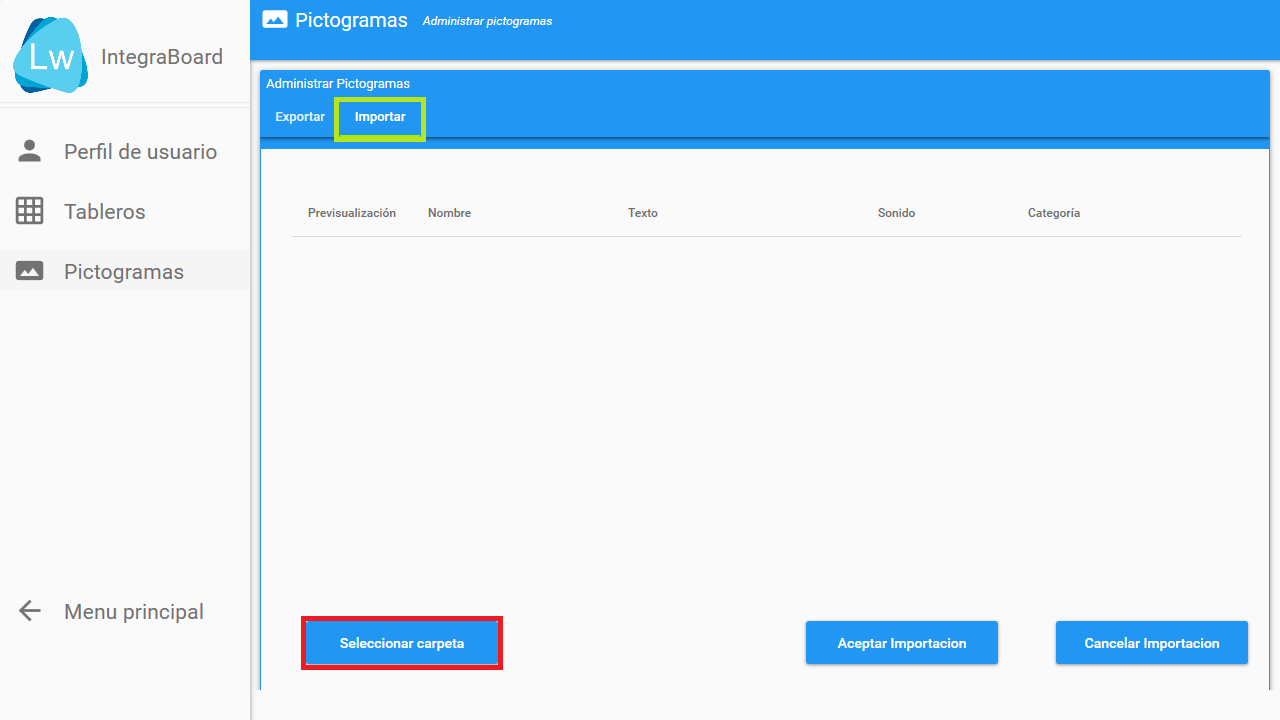 Lw
IntegraBoard
Perfil de usuario
Tableros
Pictogramas
Menu principal
Pictogramas Administrar pictogramas
Administrar Pictogramas
Exportar Importar
Previsualización Nombre Texto Sonido Categoría
Seleccionar carpeta Aceptar Importacion Cancelar Importacion